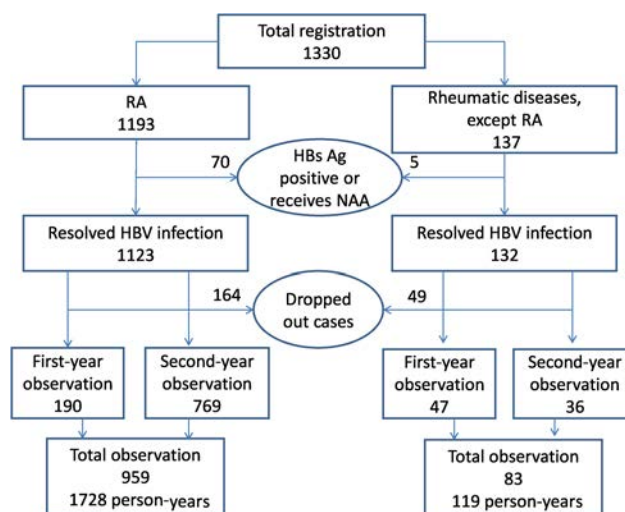 Total registration
1330
RA
1193
Rheumatic diseases,
except RA
137
70
HBs Ag
positive or
receives NAA
5
Resolved HBV infection
1123
Resolved HBV infection
132
164
Dropped
out cases
49
First-year
observation
190
Second-year
observation
769
First-year
observation
47
Second-year
observation
36
Total observation
959
1728 person-years
Total observation
83
119 person-years